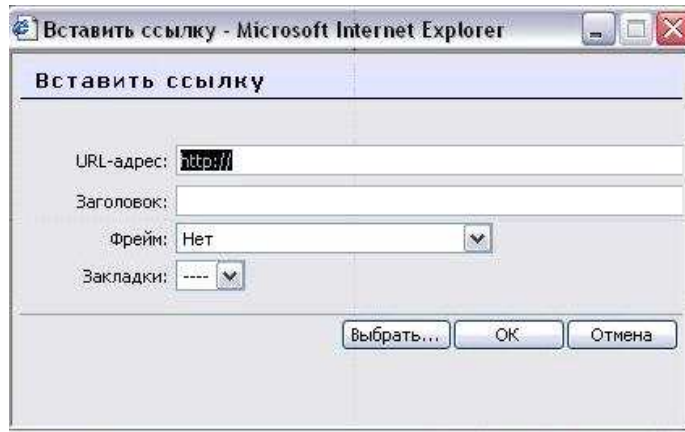 Вставить ссылку - Microsoft Internet Explorer
Вставить ссылку
URL-адрес: http://
Заголовок:
Фрейм: Нет
Закладки: ----
Выбрать... OK Отмена